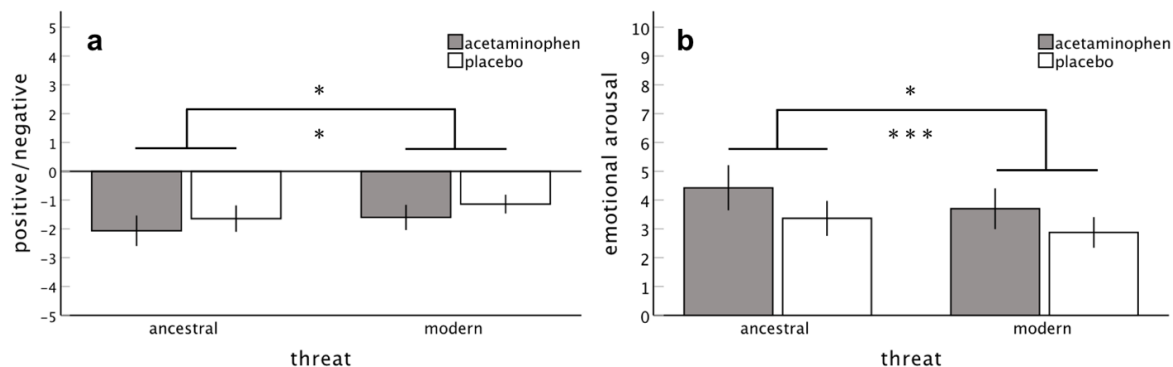 a
acetaminophen
placebo
positive/negative
5
4
3
2
1
0
-1
-2
-3
-4
-5
*
*
ancestral
modern
threat
b
acetaminophen
placebo
emotional arousal
10
9
8
7
6
5
4
3
2
1
0
*
***
ancestral
modern
threat